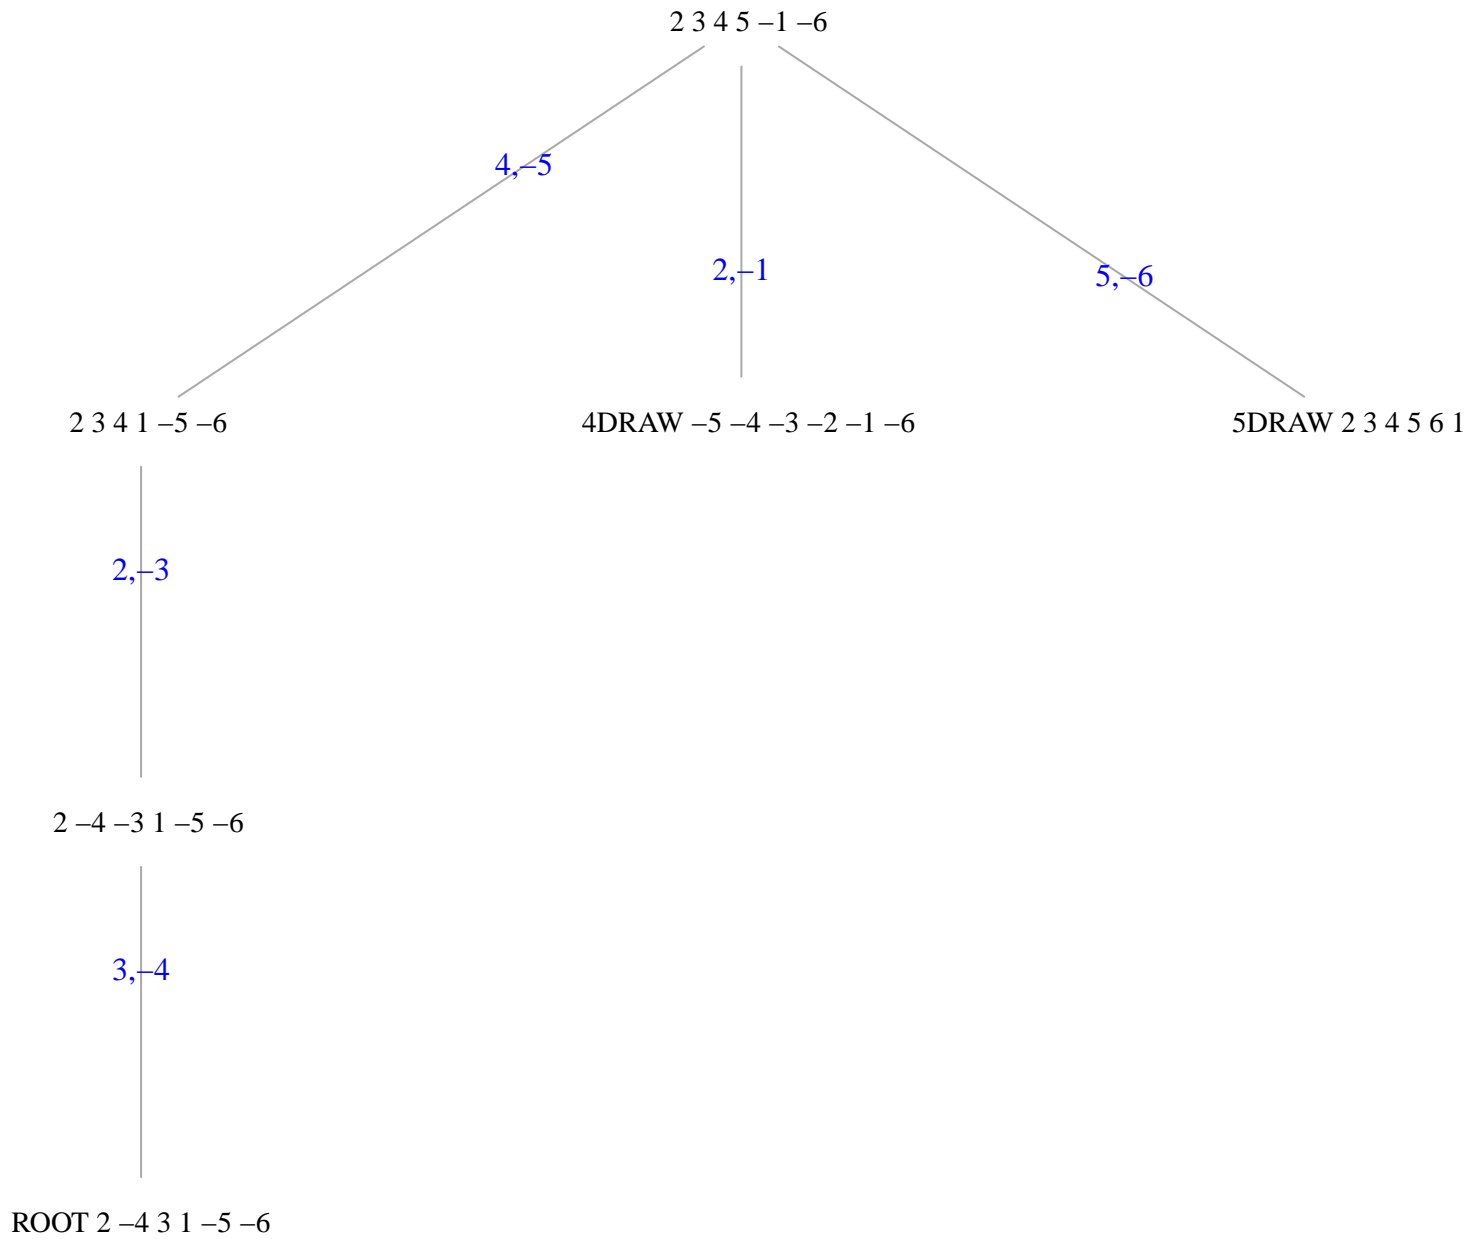 2 3 4 5 –1 –6
4,–5
2,–1
5,–6
2 3 4 1 –5 –6
4DRAW –5 –4 –3 –2 –1 –6
5DRAW 2 3 4 5 6 1
2,–3
2 –4 –3 1 –5 –6
3,–4
ROOT 2 –4 3 1 –5 –6